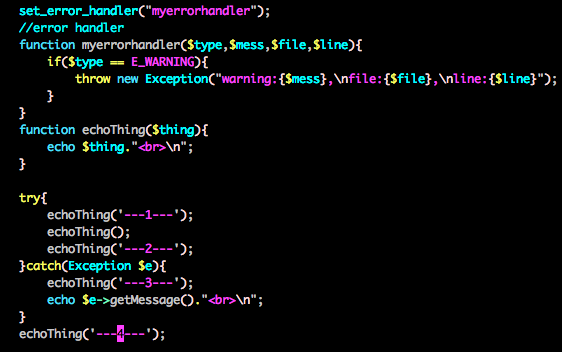 set_error_handler("myerrorhandler");
//error handler
function myerrorhandler($type,$mess,$file,$line){
    if($type == E_WARNING){
        throw new Exception("warning:{$mess},\nfile:{$file},\nline:{$line}");
    }
}
function echoThing($thing){
    echo $thing."<br>\n";
}

try{
    echoThing('---1---');
    echoThing();
    echoThing('---2---');
}catch(Exception $e){
    echoThing('---3---');
    echo $e->getMessage()."<br>\n";
}
echoThing('---4---');